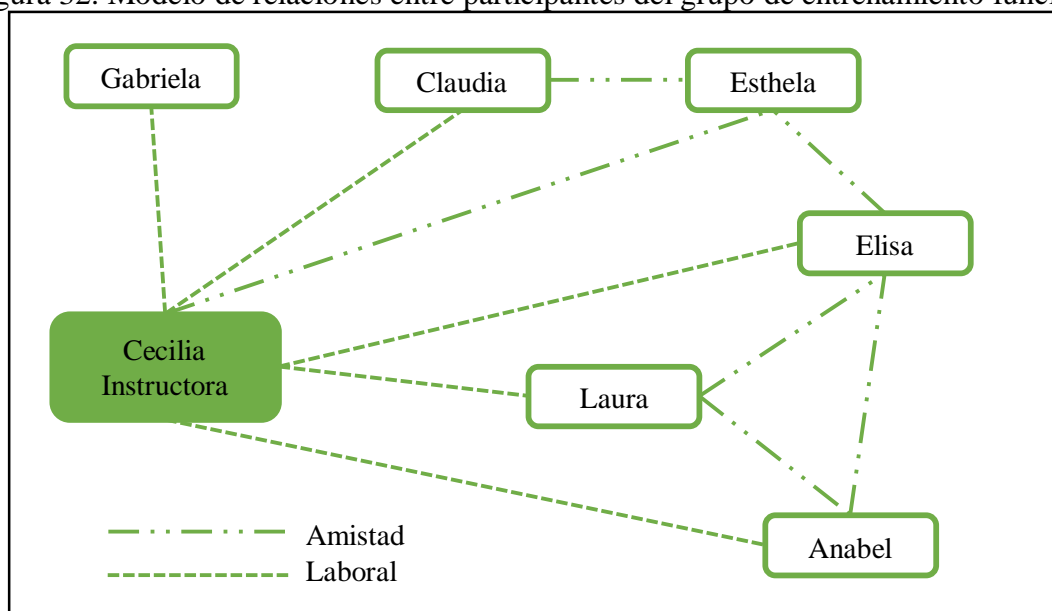 Modelo de relaciones entre participantes del grupo de entrenamiento
Gabriela
Claudia
Esthela
Elisa
Cecilia
Instructora
Laura
Anabel
Amistad
Laboral